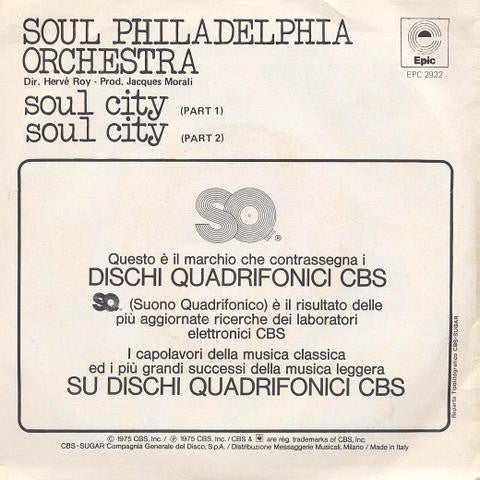 SOUL PHILADELPHIA
ORCHESTRA
Dir. Hervé Roy - Prod. Jacques Morali
soul city (PART 1)
soul city (PART 2)
Epic
EPC 2922
SQ®
Questo è il marchio che contrassegna i
DISCHI QUADRIFONICI CBS
SQ® (Suono Quadrifonico) è il risultato delle
più aggiornate ricerche dei laboratori
elettronici CBS
I capolavori della musica classica
ed i più grandi successi della musica leggera
SU DISCHI QUADRIFONICI CBS
Reparto Tipolitografico CBS-SUGAR
© 1975 CBS, Inc. / ℗ 1975 CBS, Inc. / CBS & are reg. trademarks of CBS, Inc.
CBS-SUGAR Compagnia Generale del Disco, S.p.A. / Distribuzione Messaggerie Musicali, Milano / Made in Italy